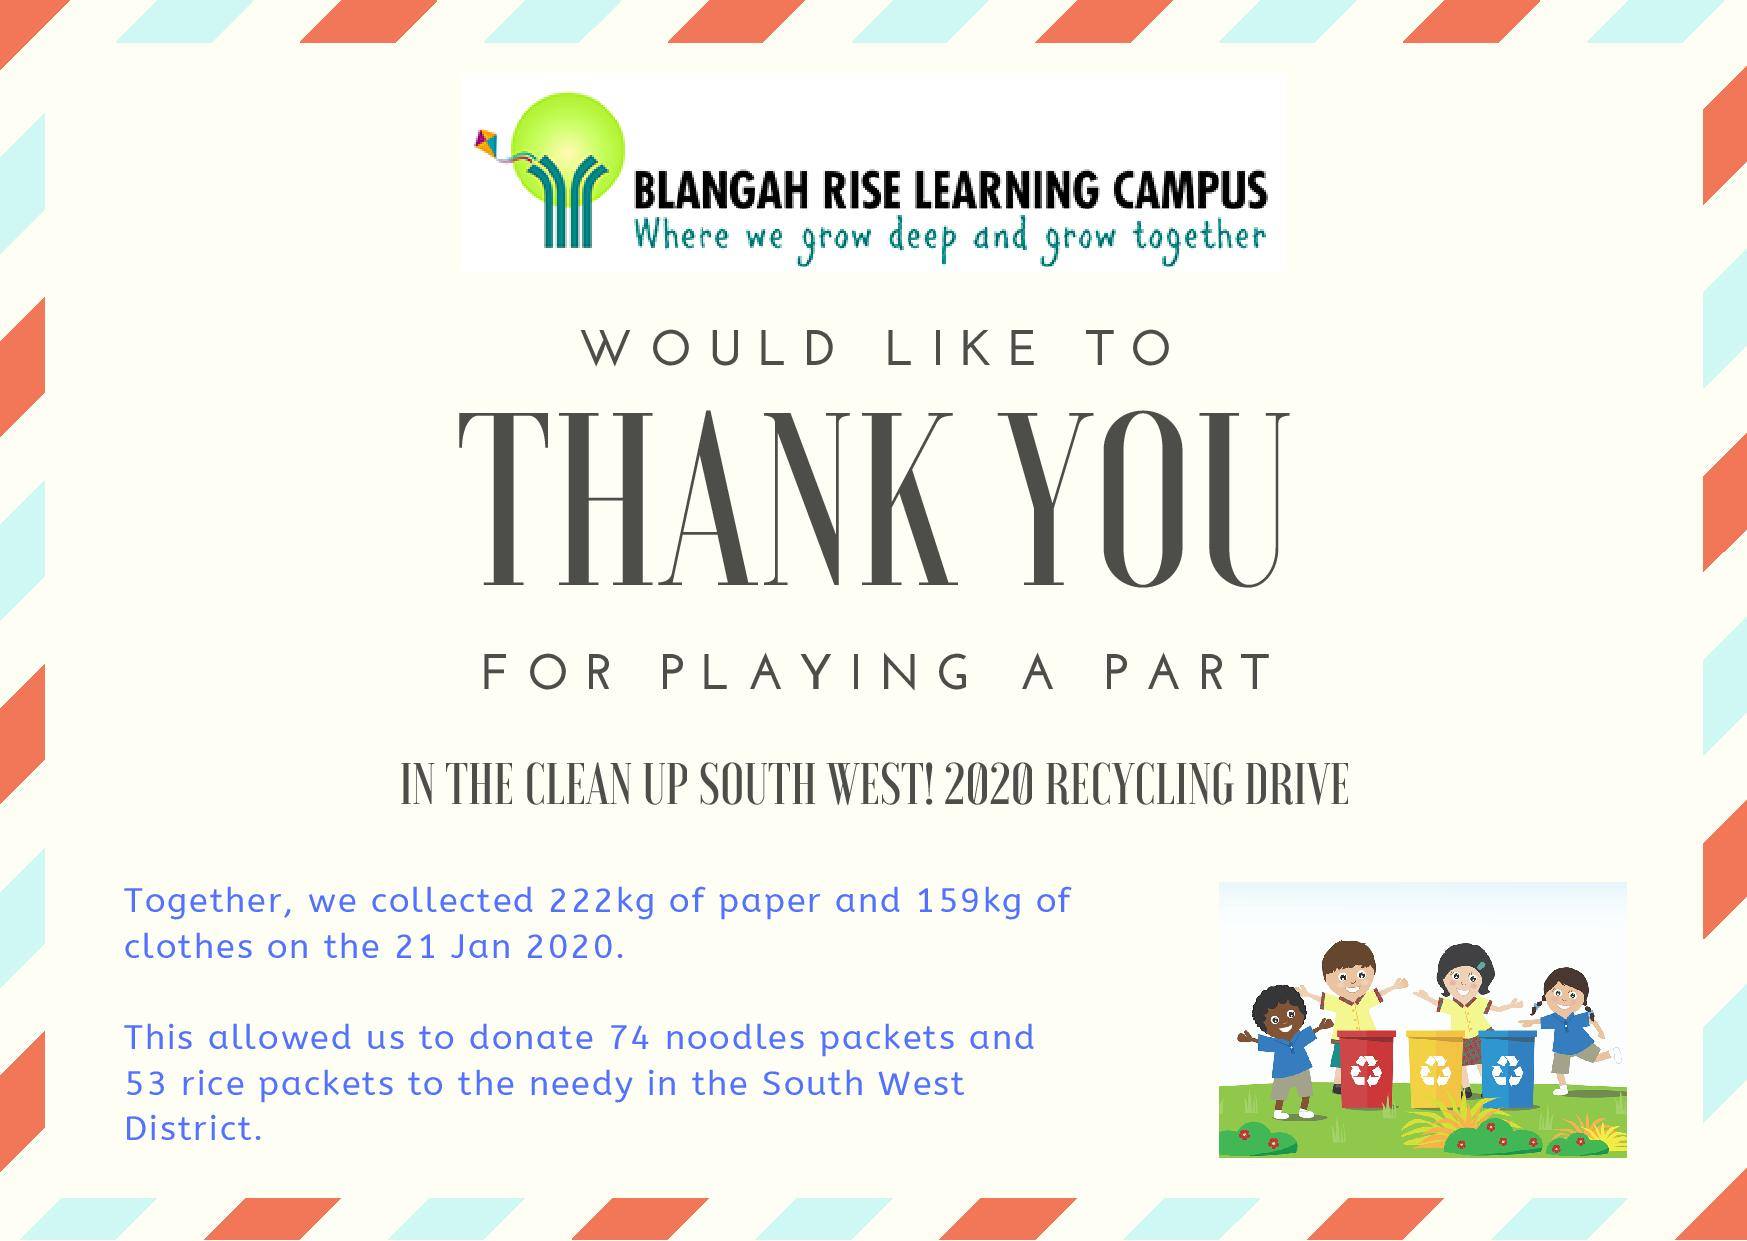 BLANGAH RISE LEARNING CAMPUS
Where we grow deep and grow together
WOULD LIKE TO
THANK YOU
FOR PLAYING A PART
IN THE CLEAN UP SOUTH WEST! 2020 RECYCLING DRIVE
Together, we collected 222kg of paper and 159kg of
clothes on the 21 Jan 2020.
This allowed us to donate 74 noodles packets and
53 rice packets to the needy in the South West
District.